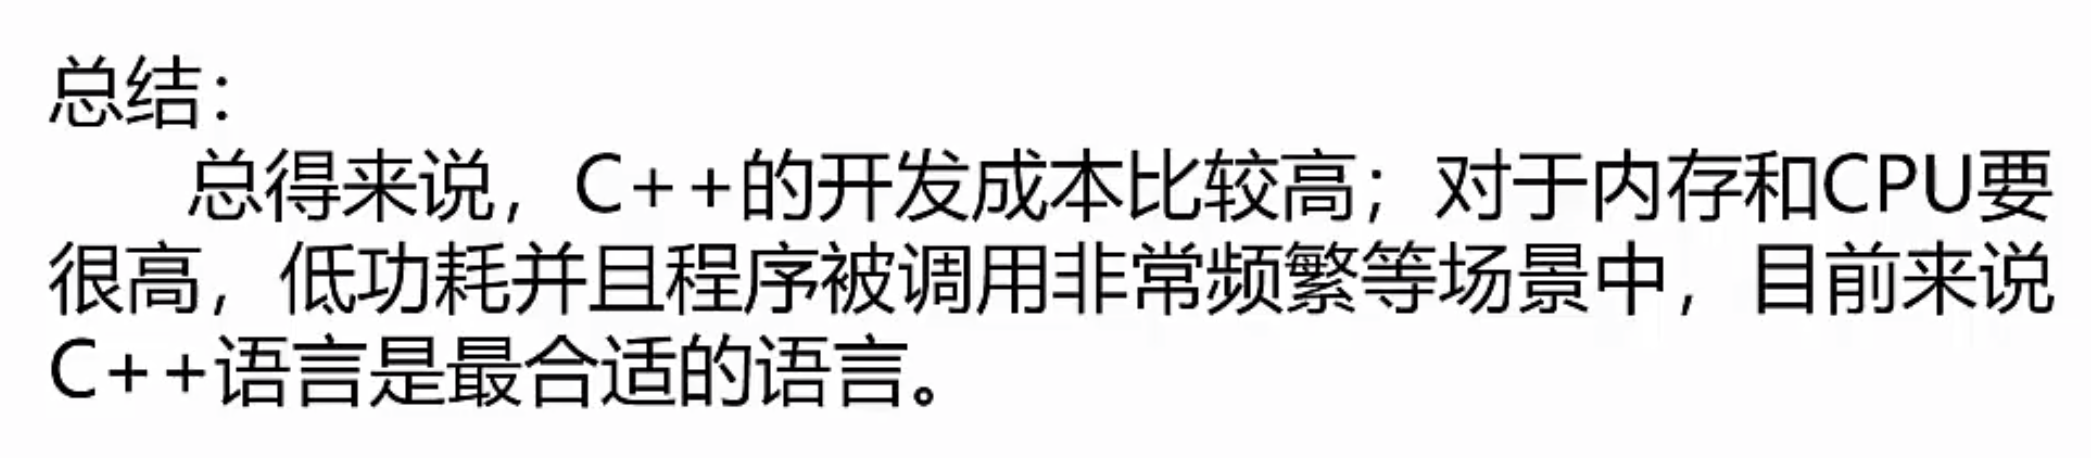 总结：
总得来说，C++的开发成本比较高；对于内存和CPU要
很高，低功耗并且程序被调用非常频繁等场景中，目前来说
C++语言是最合适的语言。